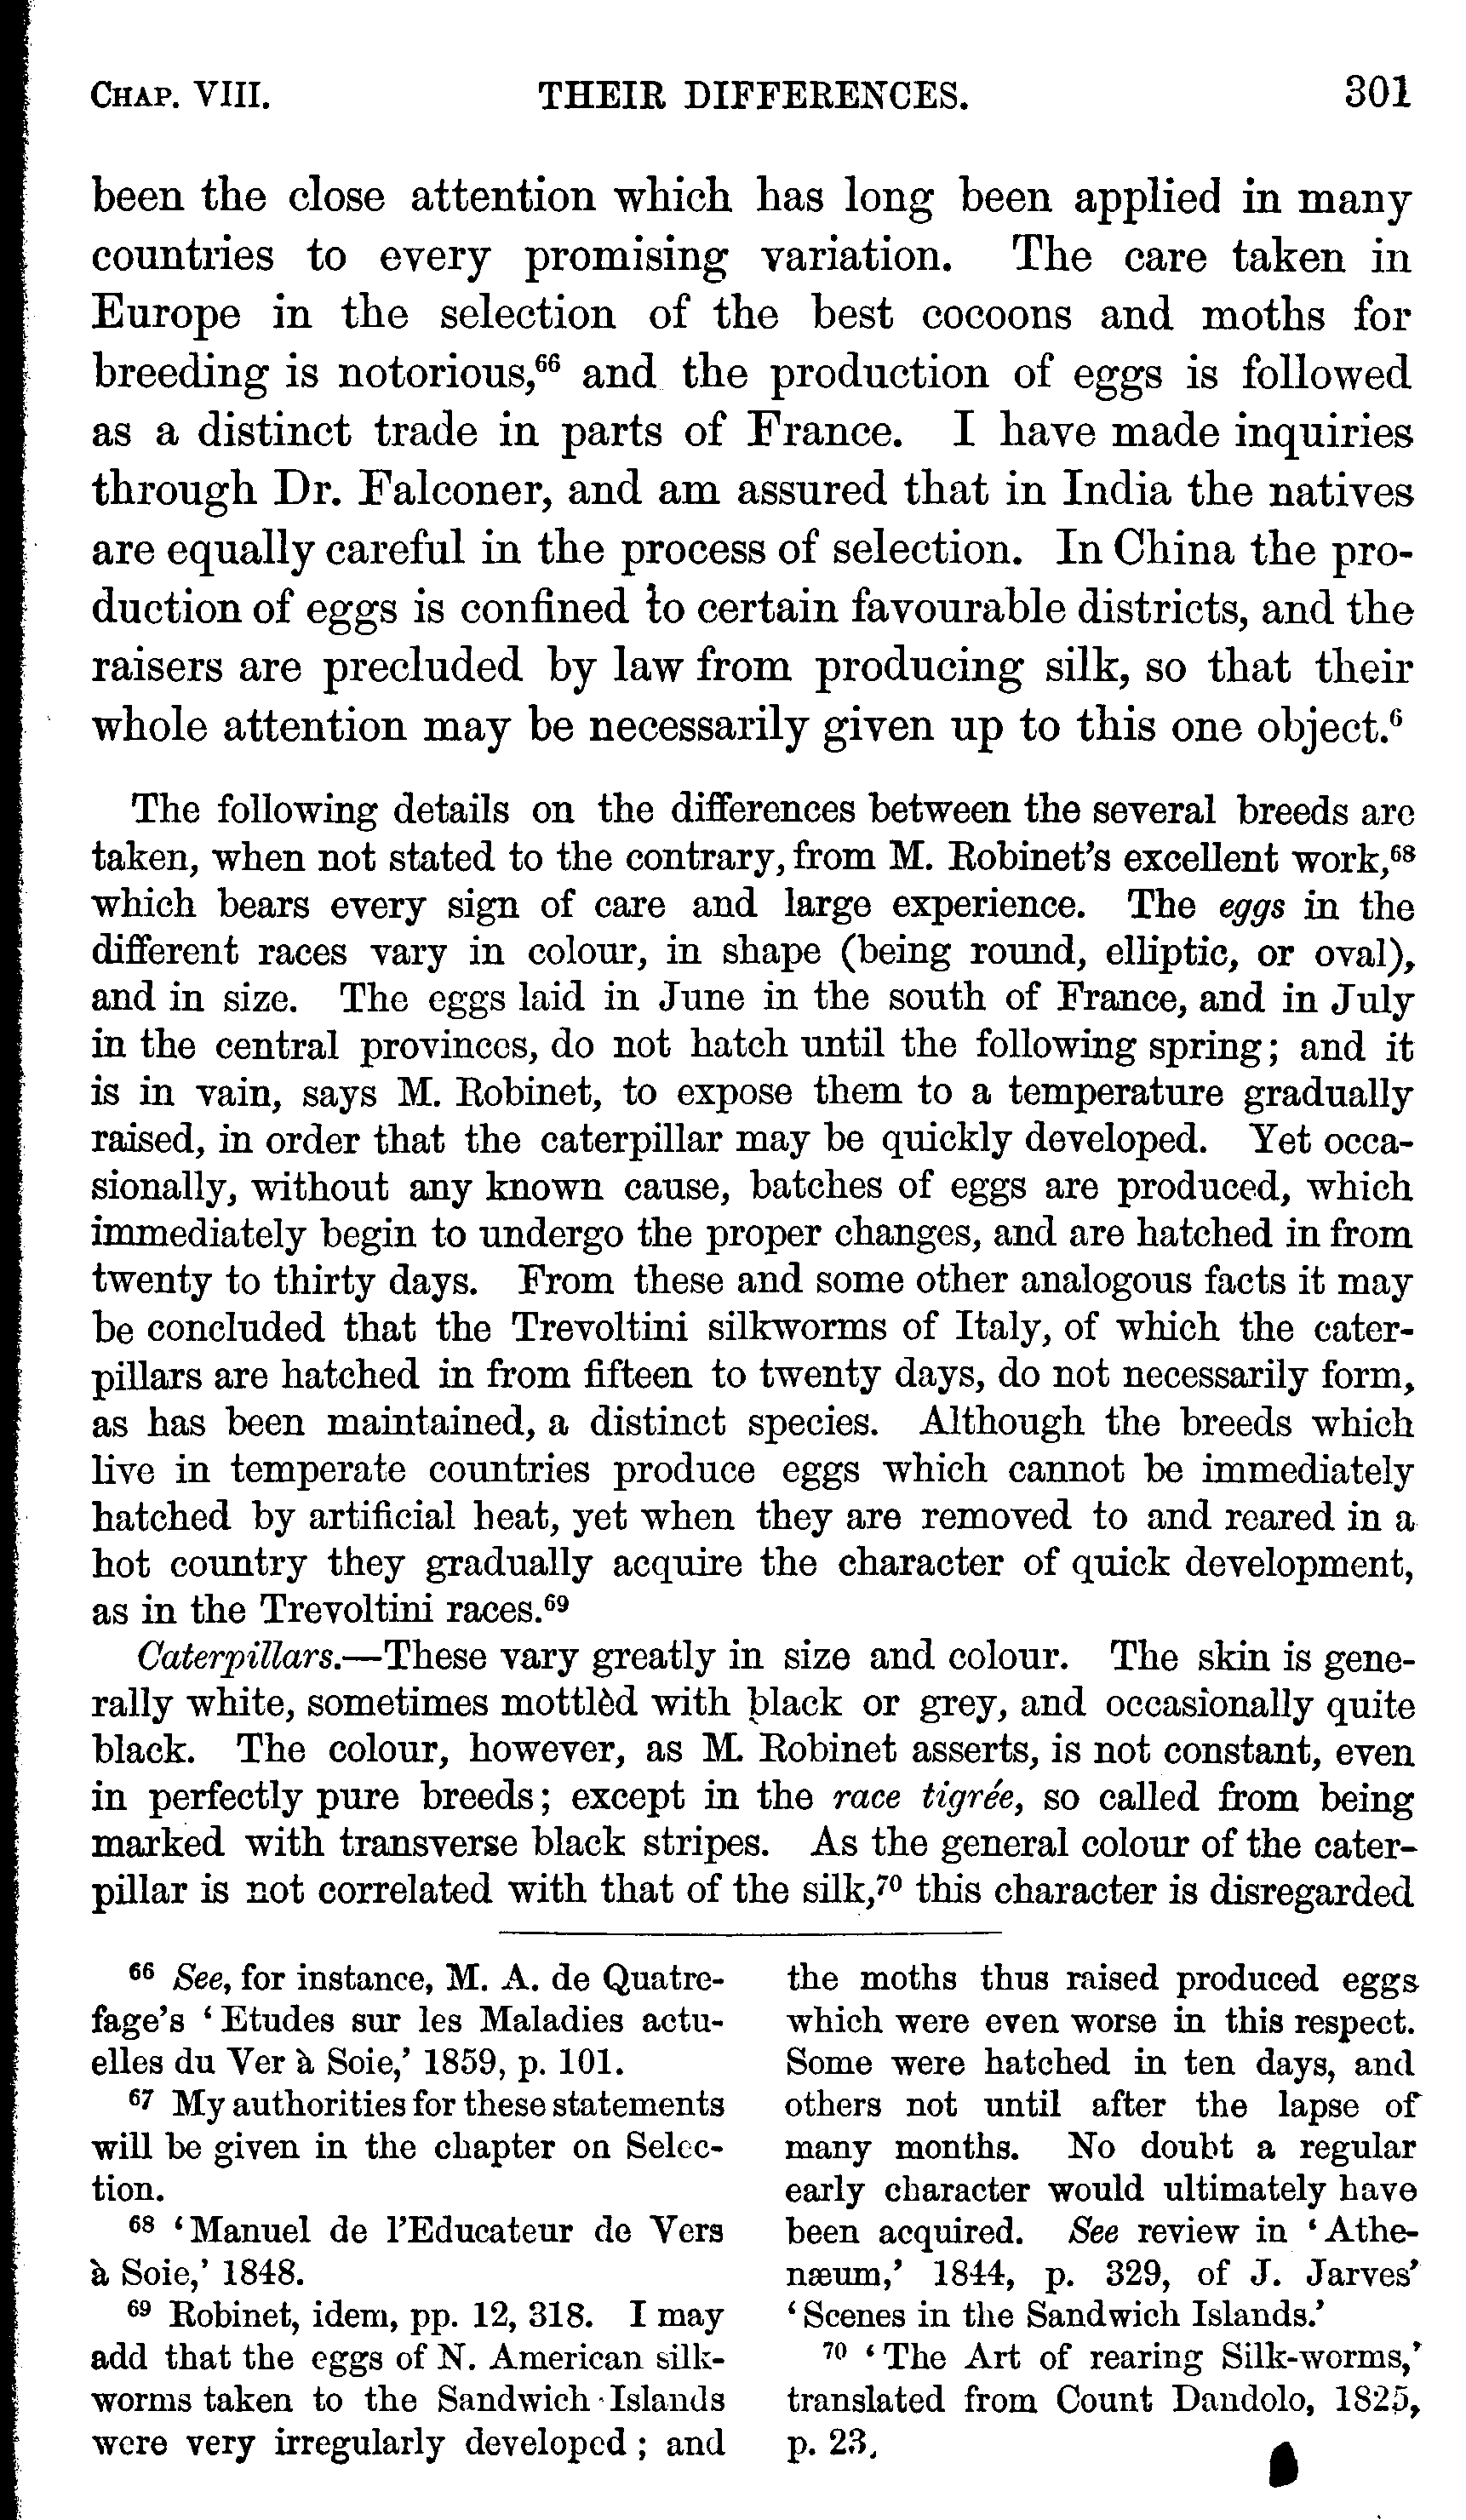 CHAP. VIII. THEIR DIFFERENCES. 301
been the close attention which has long been applied in many
countries to every promising variation. The care taken in
Europe in the selection of the best cocoons and moths for
breeding is notorious,⁶⁶ and the production of eggs is followed
as a distinct trade in parts of France. I have made inquiries
through Dr. Falconer, and am assured that in India the natives
are equally careful in the process of selection. In China the pro-
duction of eggs is confined to certain favourable districts, and the
raisers are precluded by law from producing silk, so that their
whole attention may be necessarily given up to this one object.⁶
The following details on the differences between the several breeds are
taken, when not stated to the contrary, from M. Robinet's excellent work,⁶⁸
which bears every sign of care and large experience. The eggs in the
different races vary in colour, in shape (being round, elliptic, or oval),
and in size. The eggs laid in June in the south of France, and in July
in the central provinces, do not hatch until the following spring; and it
is in vain, says M. Robinet, to expose them to a temperature gradually
raised, in order that the caterpillar may be quickly developed. Yet occa-
sionally, without any known cause, batches of eggs are produced, which
immediately begin to undergo the proper changes, and are hatched in from
twenty to thirty days. From these and some other analogous facts it may
be concluded that the Trevoltini silkworms of Italy, of which the cater-
pillars are hatched in from fifteen to twenty days, do not necessarily form,
as has been maintained, a distinct species. Although the breeds which
live in temperate countries produce eggs which cannot be immediately
hatched by artificial heat, yet when they are removed to and reared in a
hot country they gradually acquire the character of quick development,
as in the Trevoltini races.⁶⁹
Caterpillars.—These vary greatly in size and colour. The skin is gene-
rally white, sometimes mottled with black or grey, and occasionally quite
black. The colour, however, as M. Robinet asserts, is not constant, even
in perfectly pure breeds; except in the race tigrée, so called from being
marked with transverse black stripes. As the general colour of the cater-
pillar is not correlated with that of the silk,⁷⁰ this character is disregarded
⁶⁶ See, for instance, M. A. de Quatre-
fage's 'Etudes sur les Maladies actu-
elles du Ver à Soie,' 1859, p. 101.
⁶⁷ My authorities for these statements
will be given in the chapter on Selec-
tion.
⁶⁸ 'Manuel de l'Educateur de Vers
à Soie,' 1848.
⁶⁹ Robinet, idem, pp. 12, 318. I may
add that the eggs of N. American silk-
worms taken to the Sandwich Islands
were very irregularly developed; and
the moths thus raised produced eggs
which were even worse in this respect.
Some were hatched in ten days, and
others not until after the lapse of
many months. No doubt a regular
early character would ultimately have
been acquired. See review in 'Athe-
næum,' 1844, p. 329, of J. Jarves'
'Scenes in the Sandwich Islands.'
⁷⁰ 'The Art of rearing Silk-worms,'
translated from Count Dandolo, 1825,
p. 23.